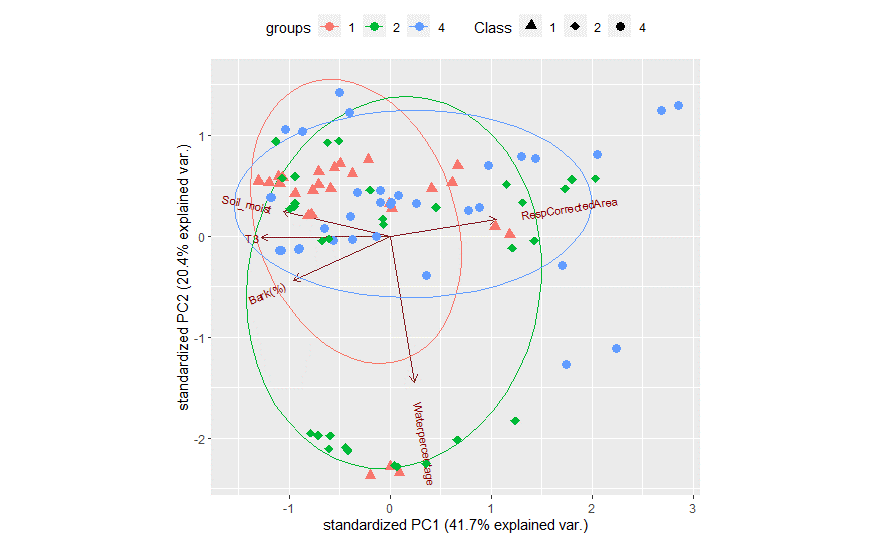 groups 1 2 4 Class 1 2 4
standardized PC2 (20.4% explained var.)
1
0
-1
-2
Soil_moist
T3
Bark(%)
RespCorrectedArea
Waterpercentage
-1 0 1 2 3
standardized PC1 (41.7% explained var.)